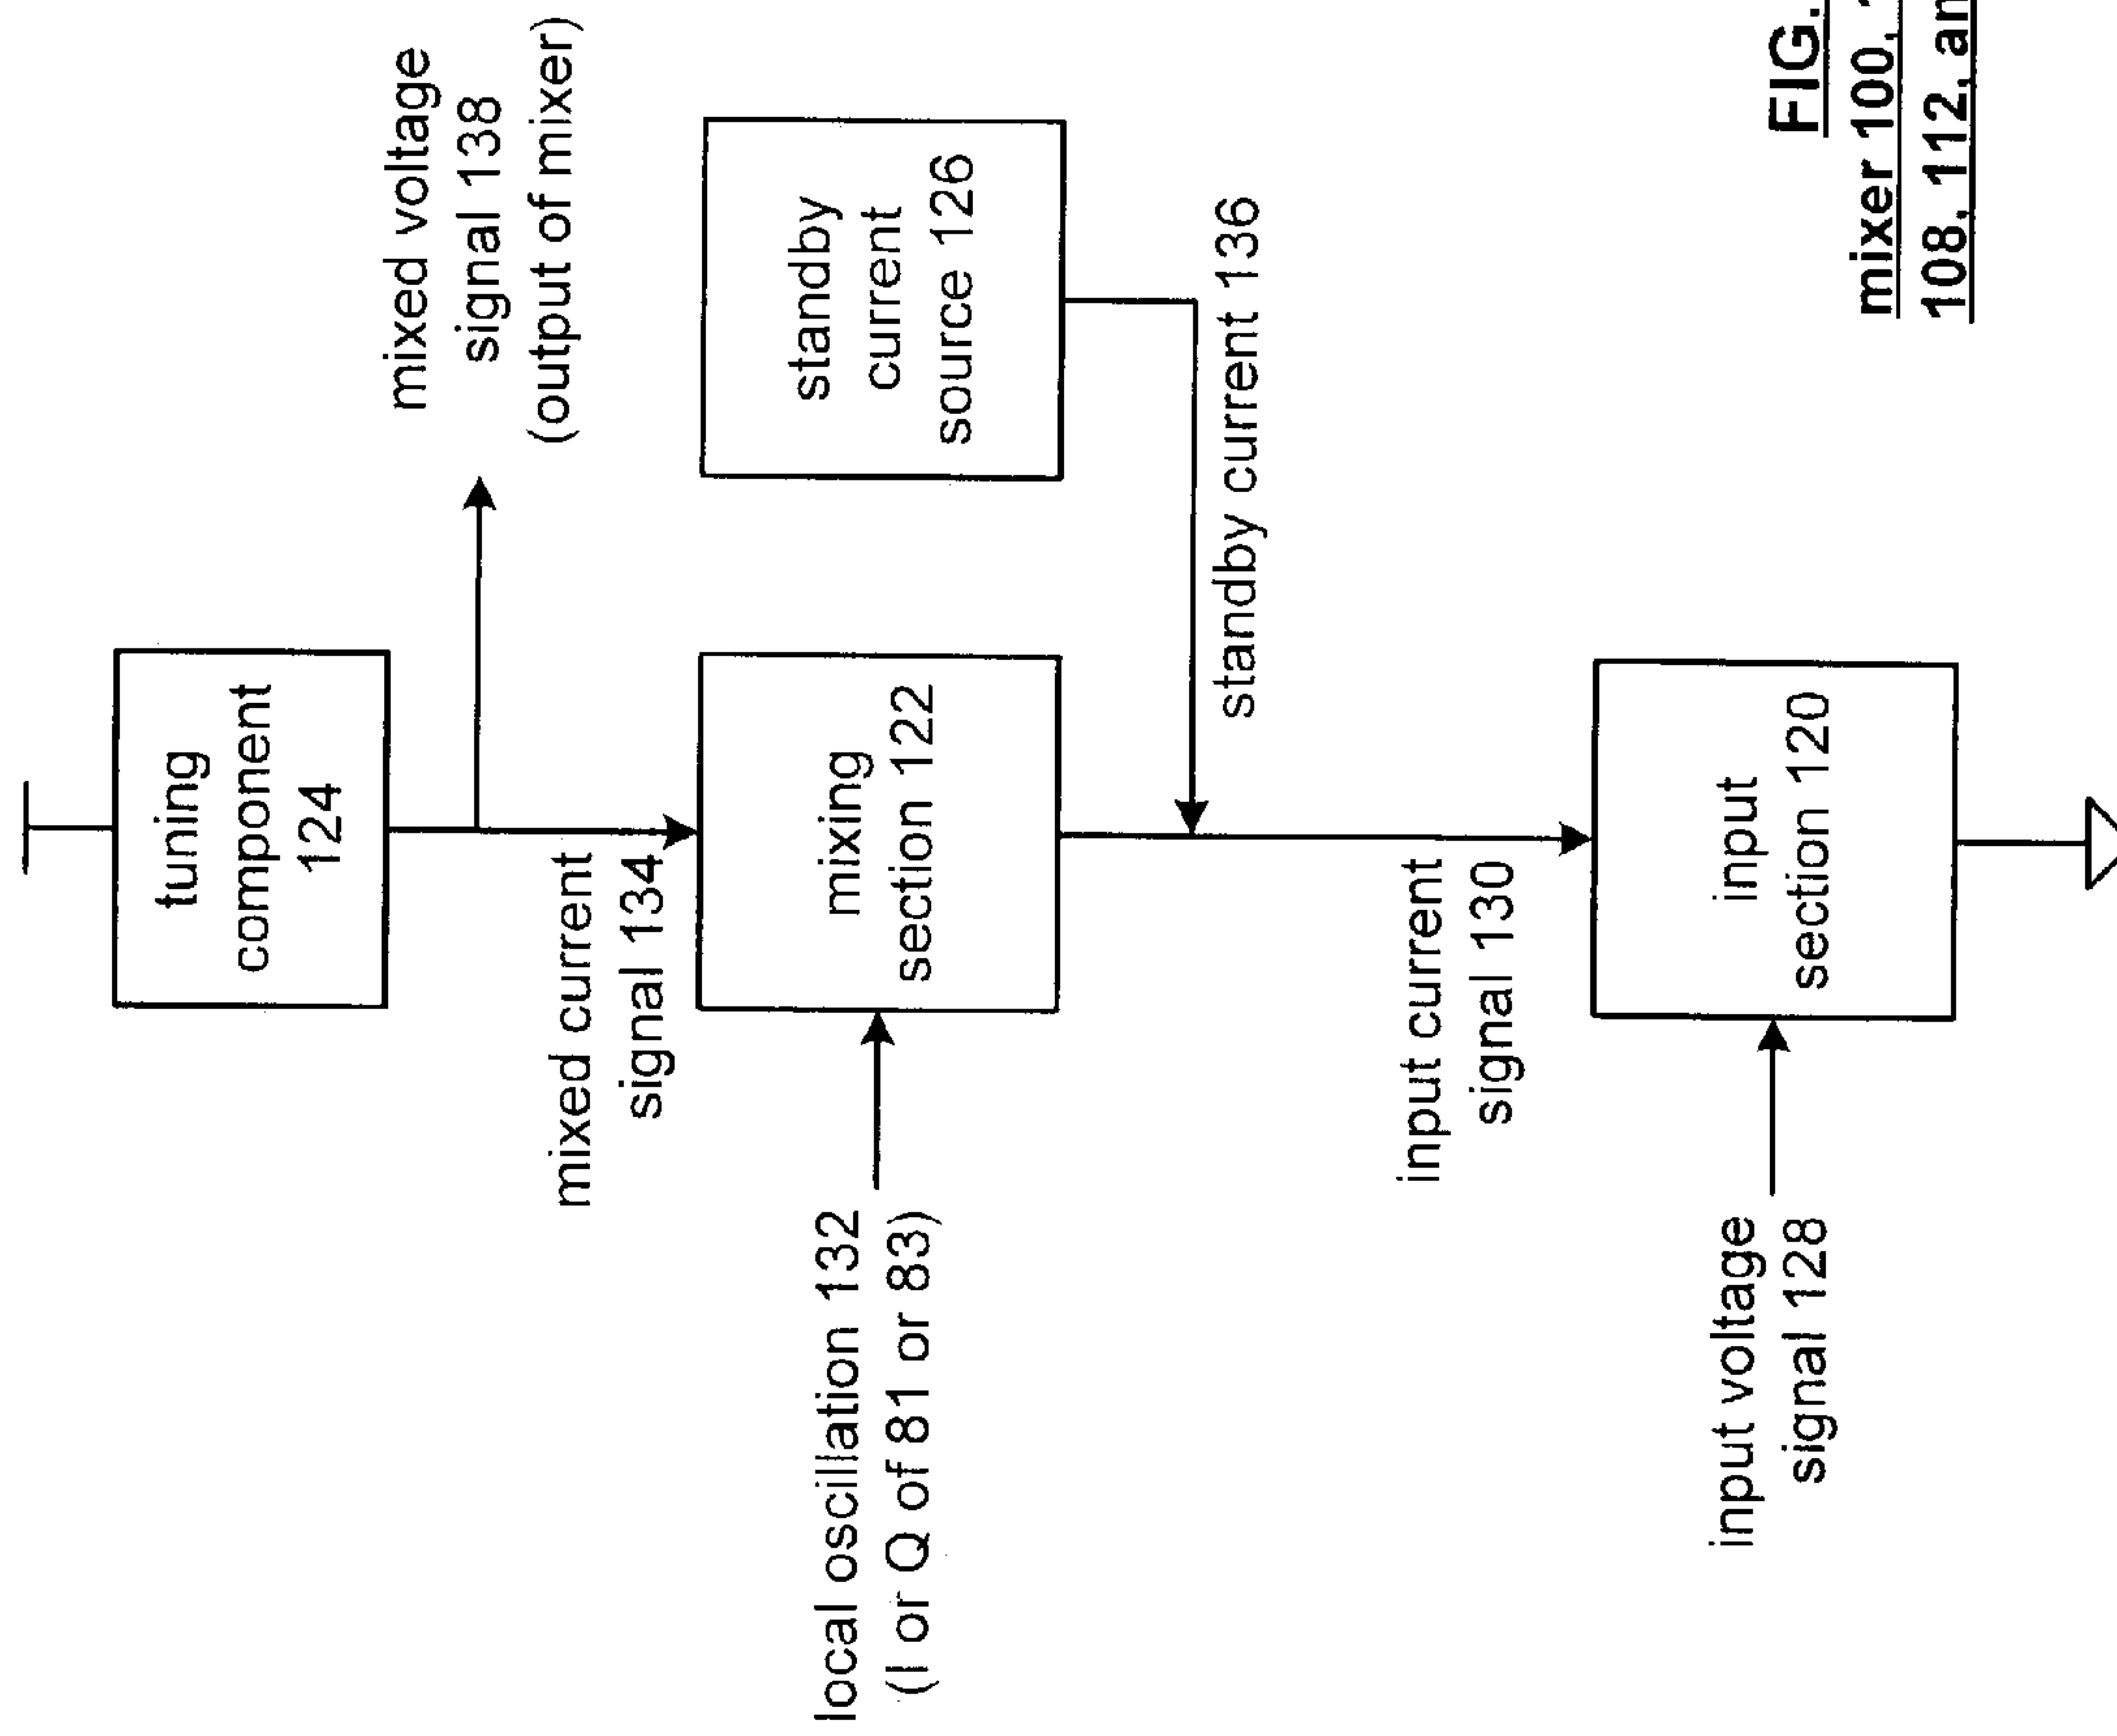 tuning
component
124
mixed voltage
signal 138
(output of mixer)
mixed current
signal 134
local oscillation 132
(I or Q of 81 or 83)
mixing
section 122
standby
current
source 126
standby current 136
input current
signal 130
input voltage
signal 128
input
section 120
FIG.
mixer 100,
108, 112, an